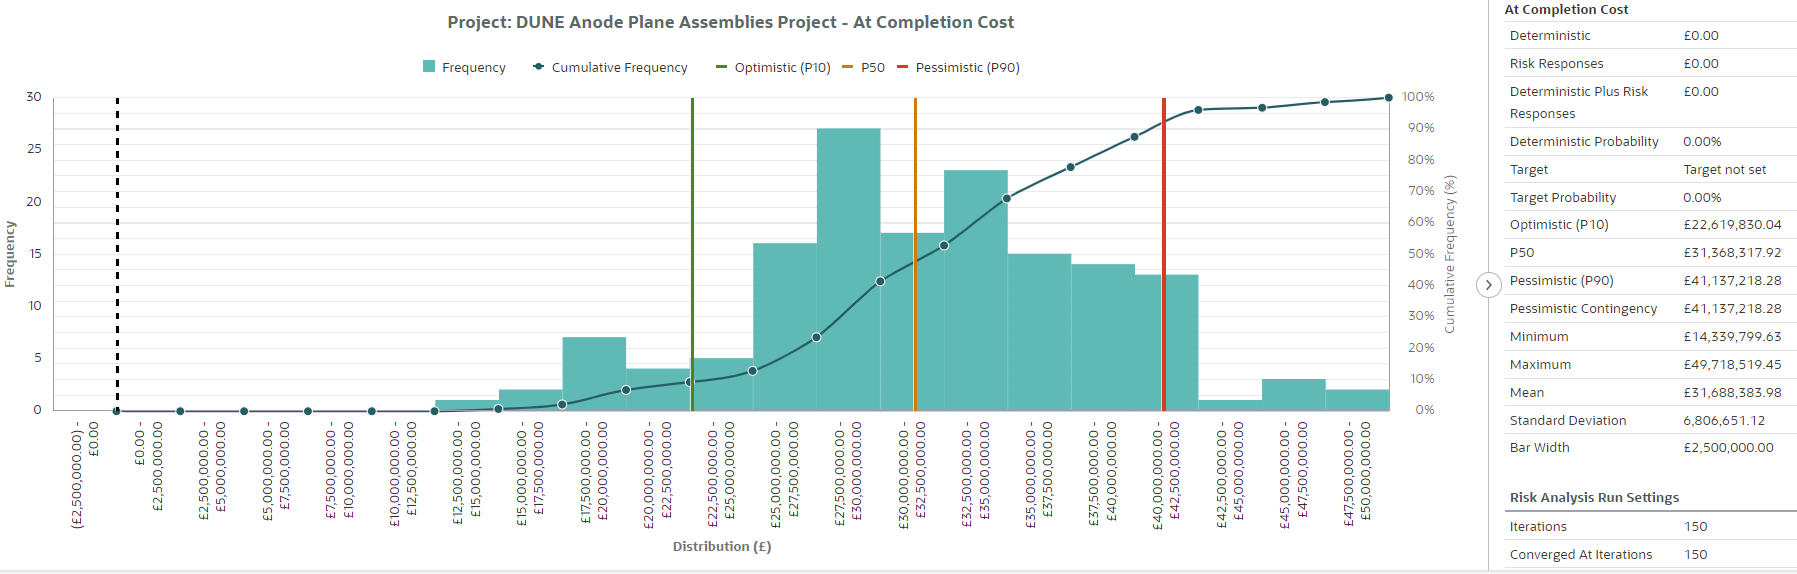 Project: DUNE Anode Plane Assemblies Project - At Completion Cost
Frequency
Cumulative Frequency
Optimistic (P10)
P50
Pessimistic (P90)
30
25
20
15
10
5
0
Frequency
100%
90%
80%
70%
60%
50%
40%
30%
20%
10%
0%
Cumulative Frequency (%)
(£2,500,000.00)
£0.00
£0.00
£2,500,000.00
£2,500,000.00
£5,000,000.00
£5,000,000.00
£7,500,000.00
£7,500,000.00
£10,000,000.00
£10,000,000.00
£12,500,000.00
£12,500,000.00
£15,000,000.00
£15,000,000.00
£17,500,000.00
£17,500,000.00
£20,000,000.00
£20,000,000.00
£22,500,000.00
£22,500,000.00
£25,000,000.00
£25,000,000.00
£27,500,000.00
£27,500,000.00
£30,000,000.00
£30,000,000.00
£32,500,000.00
£32,500,000.00
£35,000,000.00
£35,000,000.00
£37,500,000.00
£37,500,000.00
£40,000,000.00
£40,000,000.00
£42,500,000.00
£42,500,000.00
£45,000,000.00
£45,000,000.00
£47,500,000.00
£47,500,000.00
£50,000,000.00
Distribution (£)
At Completion Cost
Deterministic £0.00
Risk Responses £0.00
Deterministic Plus Risk £0.00
Responses
Deterministic Probability 0.00%
Target Target not set
Target Probability 0.00%
Optimistic (P10) £22,619,830.04
P50 £31,368,317.92
Pessimistic (P90) £41,137,218.28
Pessimistic Contingency £41,137,218.28
Minimum £14,339,799.63
Maximum £49,718,519.45
Mean £31,688,383.98
Standard Deviation 6,806,651.12
Bar Width £2,500,000.00
Risk Analysis Run Settings
Iterations 150
Converged At Iterations 150